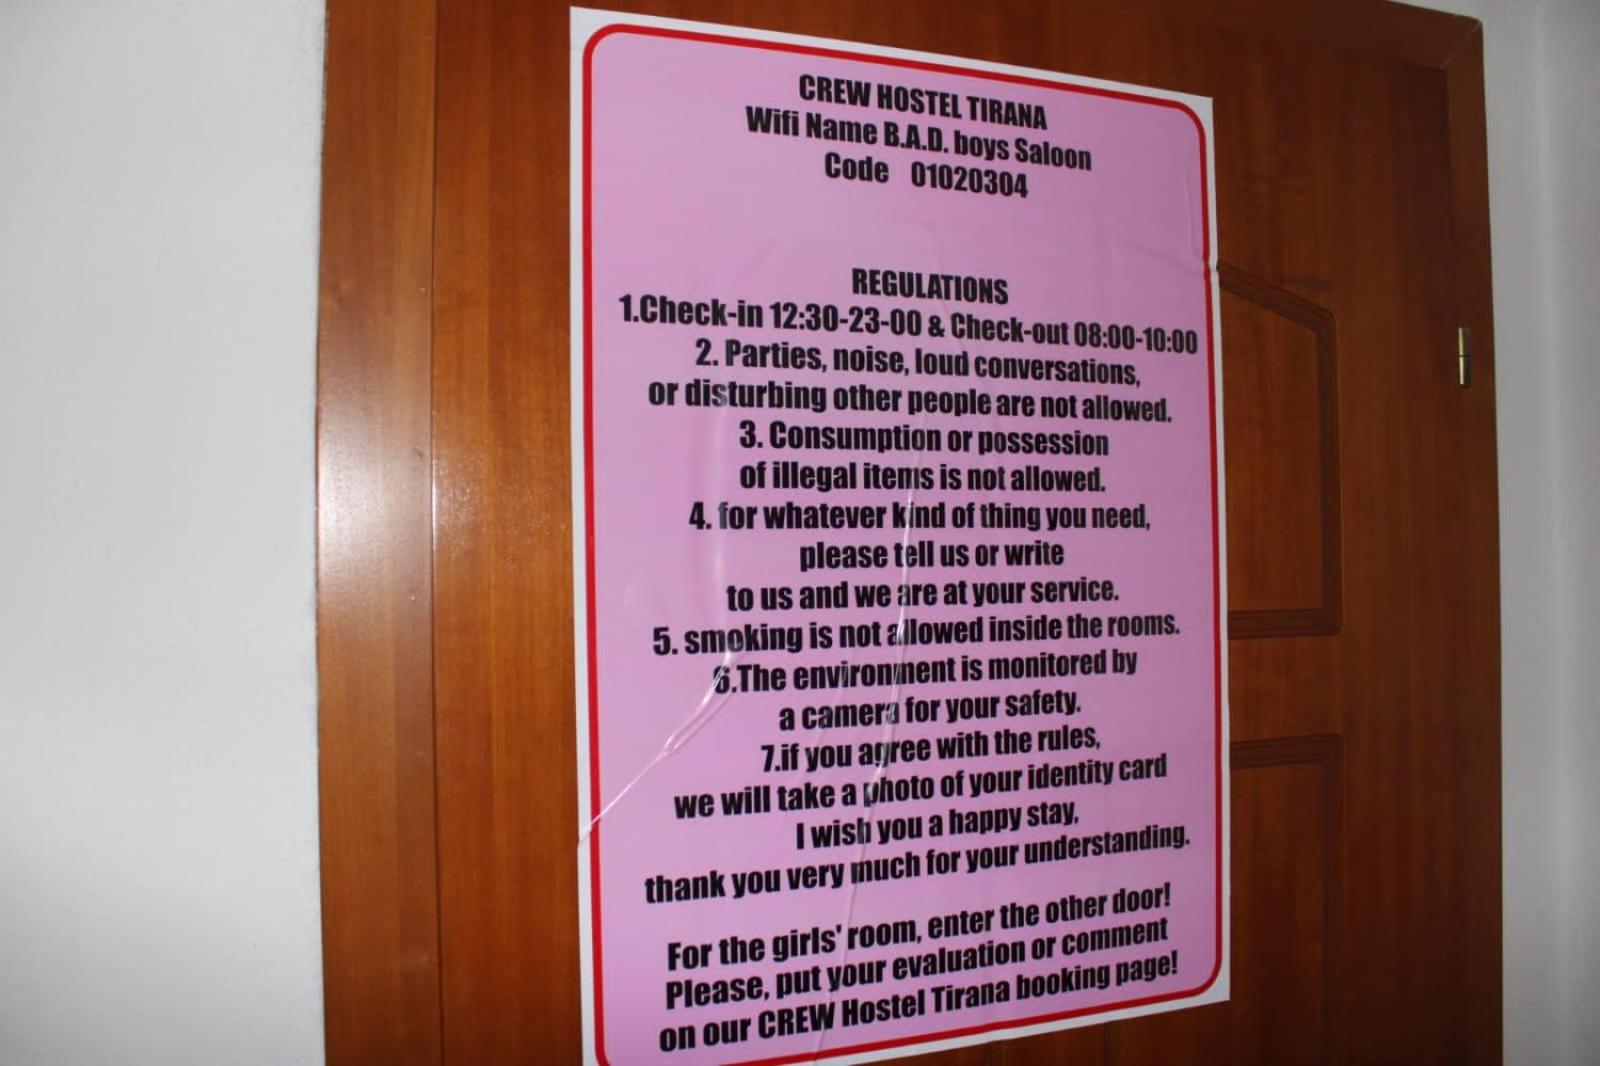 CREW HOSTEL TIRANA
Wifi Name B.A.D. boys Saloon
Code 01020304
REGULATIONS
1.Check-in 12:30-23-00 & Check-out 08:00-10:00
2. Parties, noise, loud conversations,
or disturbing other people are not allowed.
3. Consumption or possession
of illegal items is not allowed.
4. for whatever kind of thing you need,
please tell us or write
to us and we are at your service.
5. smoking is not allowed inside the rooms.
6.The environment is monitored by
a camera for your safety.
7.if you agree with the rules,
we will take a photo of your identity card
I wish you a happy stay,
thank you very much for your understanding.
For the girls' room, enter the other door!
Please, put your evaluation or comment
on our CREW Hostel Tirana booking page!